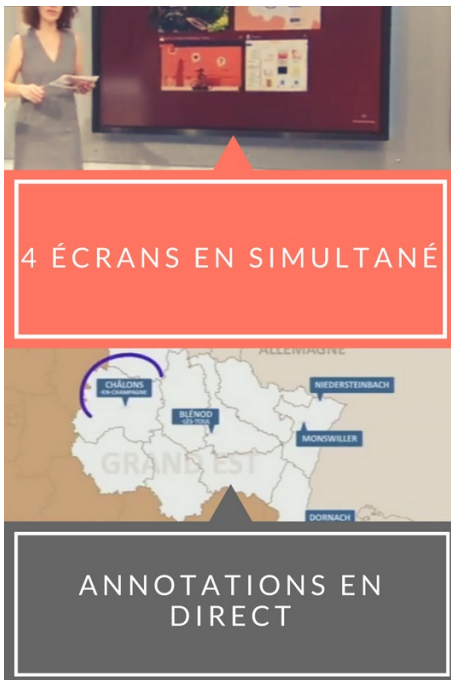 4 ÉCRANS EN SIMULTANÉ
ALLEMAGNE
CHÂLONS
EN-CHAMPAGNE
NIEDERSTEINBACH
BLÉNOD
LÈS-TOUL
MONSWILLER
GRAND EST
DORNACH
ANNOTATIONS EN
DIRECT